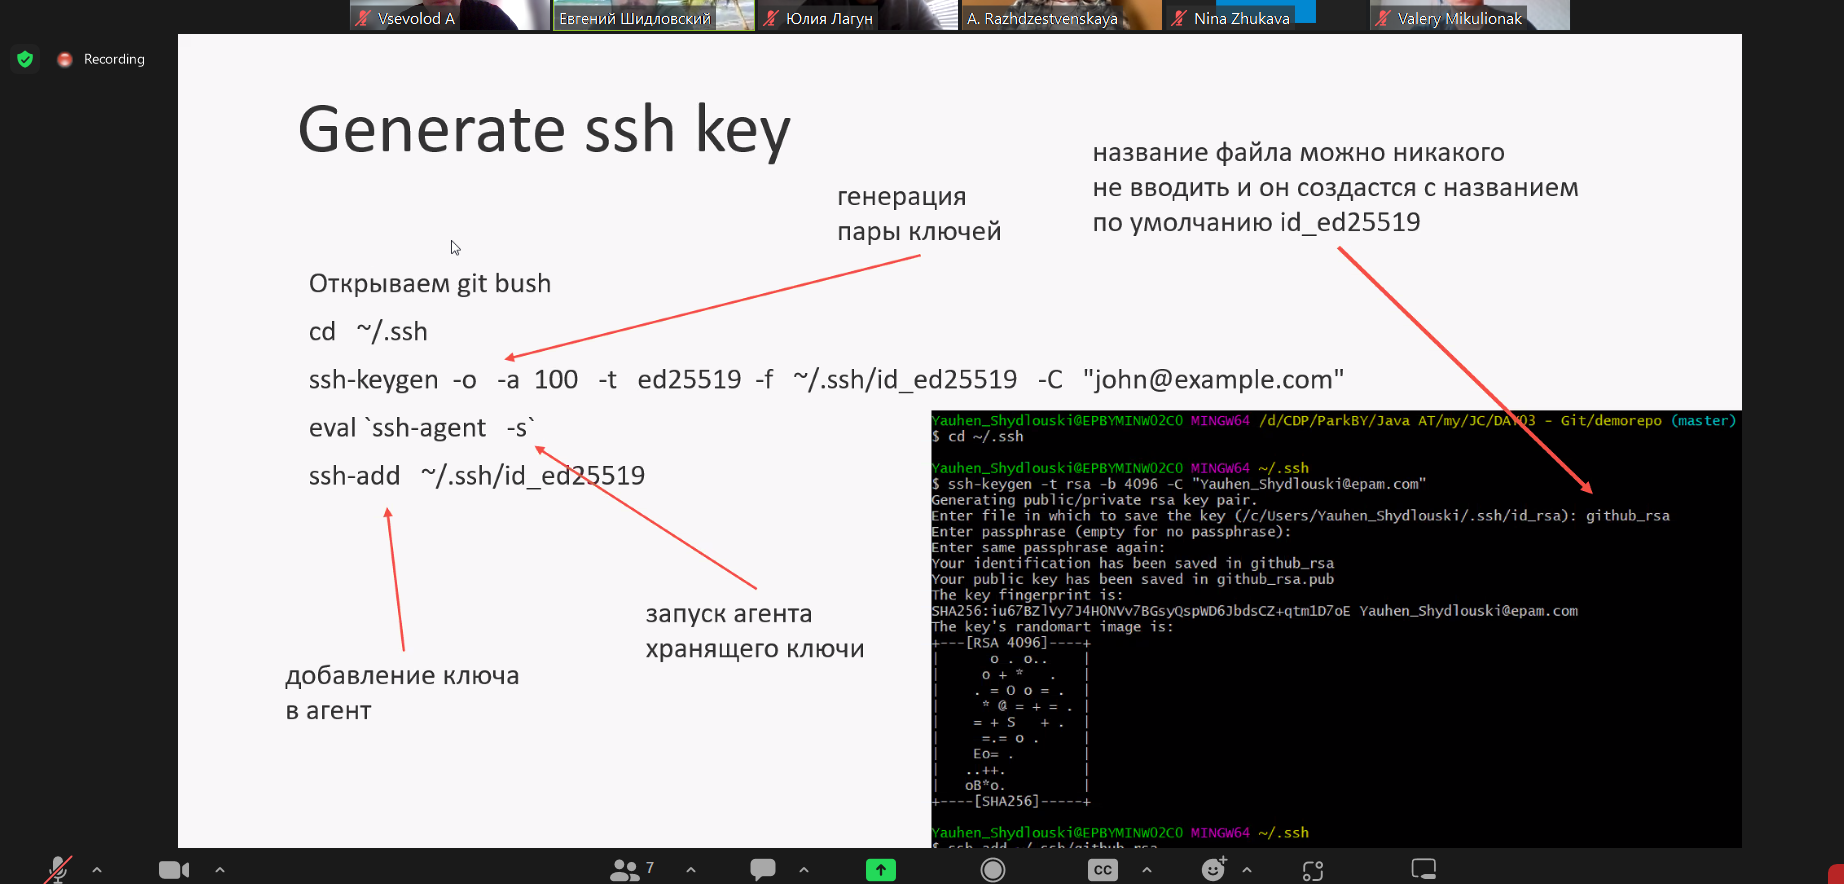 Vsevolod A
Евгений Шидловский
Юлия Лагун
A. Razhdzestvenskaya
Nina Zhukava
Valery Mikulionak
Recording
Generate ssh key
название файла можно никакого
не вводить и он создастся с названием
по умолчанию id_ed25519
генерация
пары ключей
Открываем git bush
cd ~/.ssh
ssh-keygen -o -a 100 -t ed25519 -f ~/.ssh/id_ed25519 -C "john@example.com"
eval `ssh-agent -s`
ssh-add ~/.ssh/id_ed25519
запуск агента
хранящего ключи
добавление ключа
в агент
Yauhen_Shydlouski@EPBYMINW02C0 MINGW64 /d/CDP/ParkBY/Java AT/my/JC/DAY03 - Git/demorepo (master)
$ cd ~/.ssh
Yauhen_Shydlouski@EPBYMINW02C0 MINGW64 ~/.ssh
$ ssh-keygen -t rsa -b 4096 -C "Yauhen_Shydlouski@epam.com"
Generating public/private rsa key pair.
Enter file in which to save the key (/c/Users/Yauhen_Shydlouski/.ssh/id_rsa): github_rsa
Enter passphrase (empty for no passphrase):
Enter same passphrase again:
Your identification has been saved in github_rsa
Your public key has been saved in github_rsa.pub
The key fingerprint is:
SHA256:iu67BZlVy7J4H0NVv7BGsyQspWD6JbdsCZ+qtm1D7oE Yauhen_Shydlouski@epam.com
The key's randomart image is:
+---[RSA 4096]----+
|      o . o..    |
|     o + *   .   |
|    . = O o = .  |
|     * @ = + = . |
|    = + S   + .  |
|     =.= o .     |
|    Eo= .        |
|   ..++.         |
|   oB*o.         |
+----[SHA256]-----+
Yauhen_Shydlouski@EPBYMINW02C0 MINGW64 ~/.ssh
$ ssh-add ~/.ssh/github_rsa
7
CC